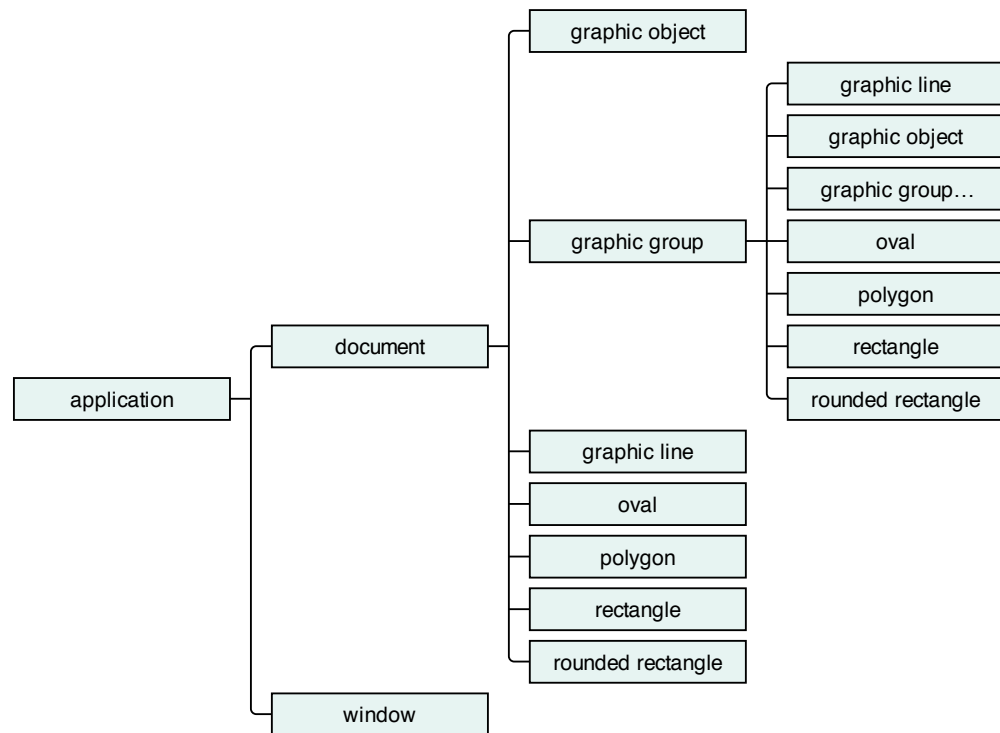 graphic object
graphic line
graphic object
graphic group…
graphic group
oval
polygon
document
rectangle
application
rounded rectangle
graphic line
oval
polygon
rectangle
rounded rectangle
window